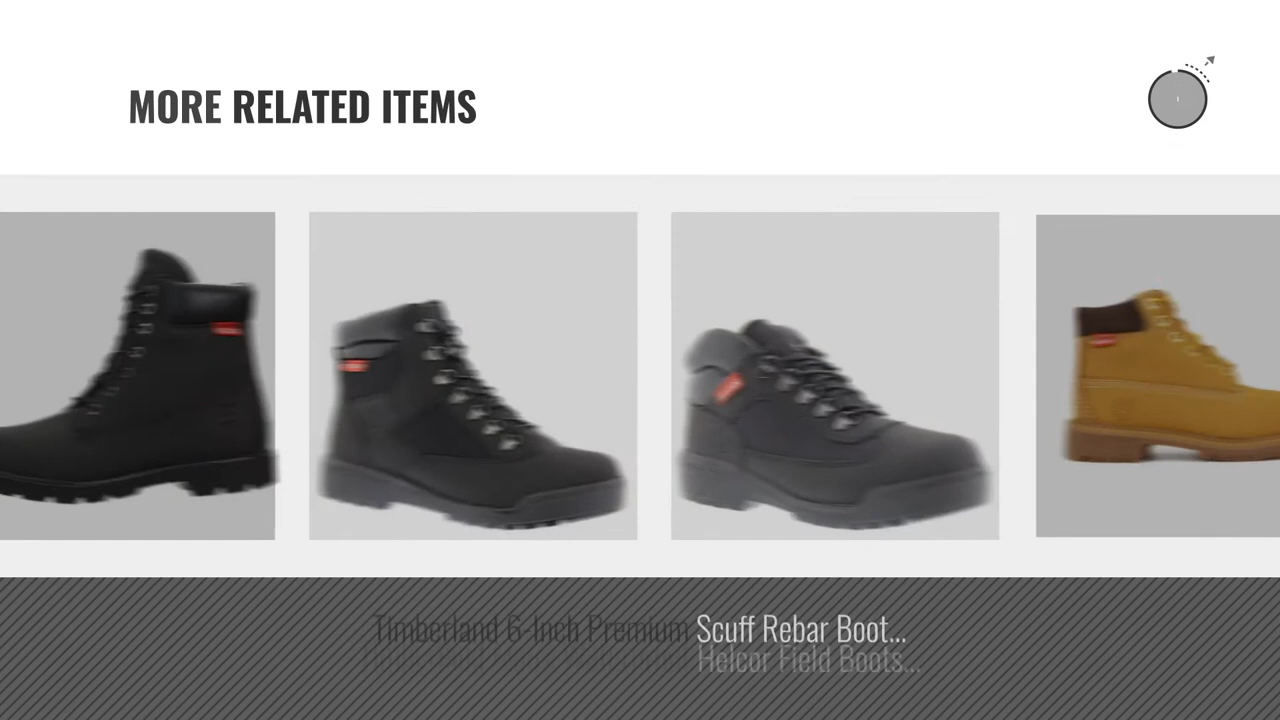 MORE RELATED ITEMS
Timberland 6-Inch Premium Scuff Rebar Boot...
Helcor Field Boots...